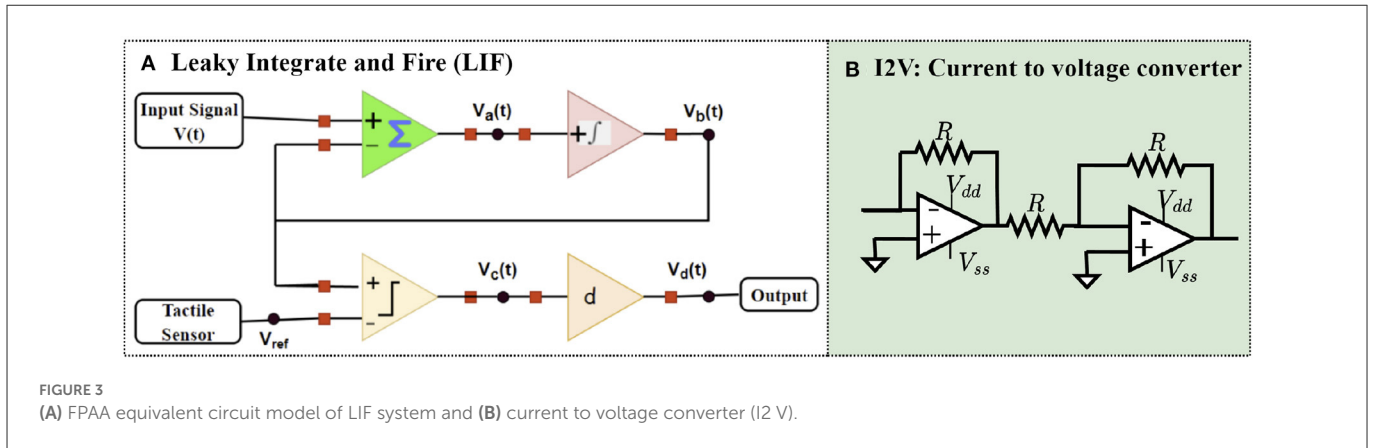 A Leaky Integrate and Fire (LIF)
Input Signal
V(t)
+
−
Σ
Va(t)
+∫
Vb(t)
Tactile
Sensor
Vref
+
−
Vc(t)
d
Vd(t)
Output
B I2V: Current to voltage converter
R
Vdd
-
+
Vss
R
R
Vdd
-
+
Vss
FIGURE 3
(A) FPAA equivalent circuit model of LIF system and (B) current to voltage converter (I2 V).